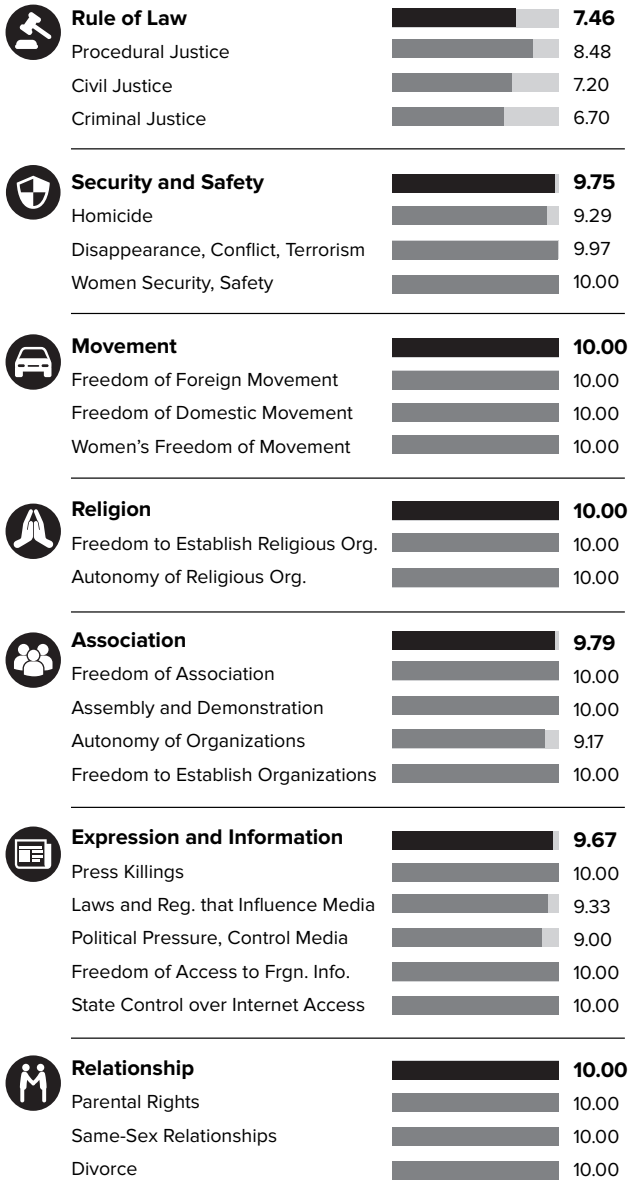 Rule of Law 7.46
Procedural Justice 8.48
Civil Justice 7.20
Criminal Justice 6.70
Security and Safety 9.75
Homicide 9.29
Disappearance, Conflict, Terrorism 9.97
Women Security, Safety 10.00
Movement 10.00
Freedom of Foreign Movement 10.00
Freedom of Domestic Movement 10.00
Women’s Freedom of Movement 10.00
Religion 10.00
Freedom to Establish Religious Org. 10.00
Autonomy of Religious Org. 10.00
Association 9.79
Freedom of Association 10.00
Assembly and Demonstration 10.00
Autonomy of Organizations 9.17
Freedom to Establish Organizations 10.00
Expression and Information 9.67
Press Killings 10.00
Laws and Reg. that Influence Media 9.33
Political Pressure, Control Media 9.00
Freedom of Access to Frgn. Info. 10.00
State Control over Internet Access 10.00
Relationship 10.00
Parental Rights 10.00
Same-Sex Relationships 10.00
Divorce 10.00